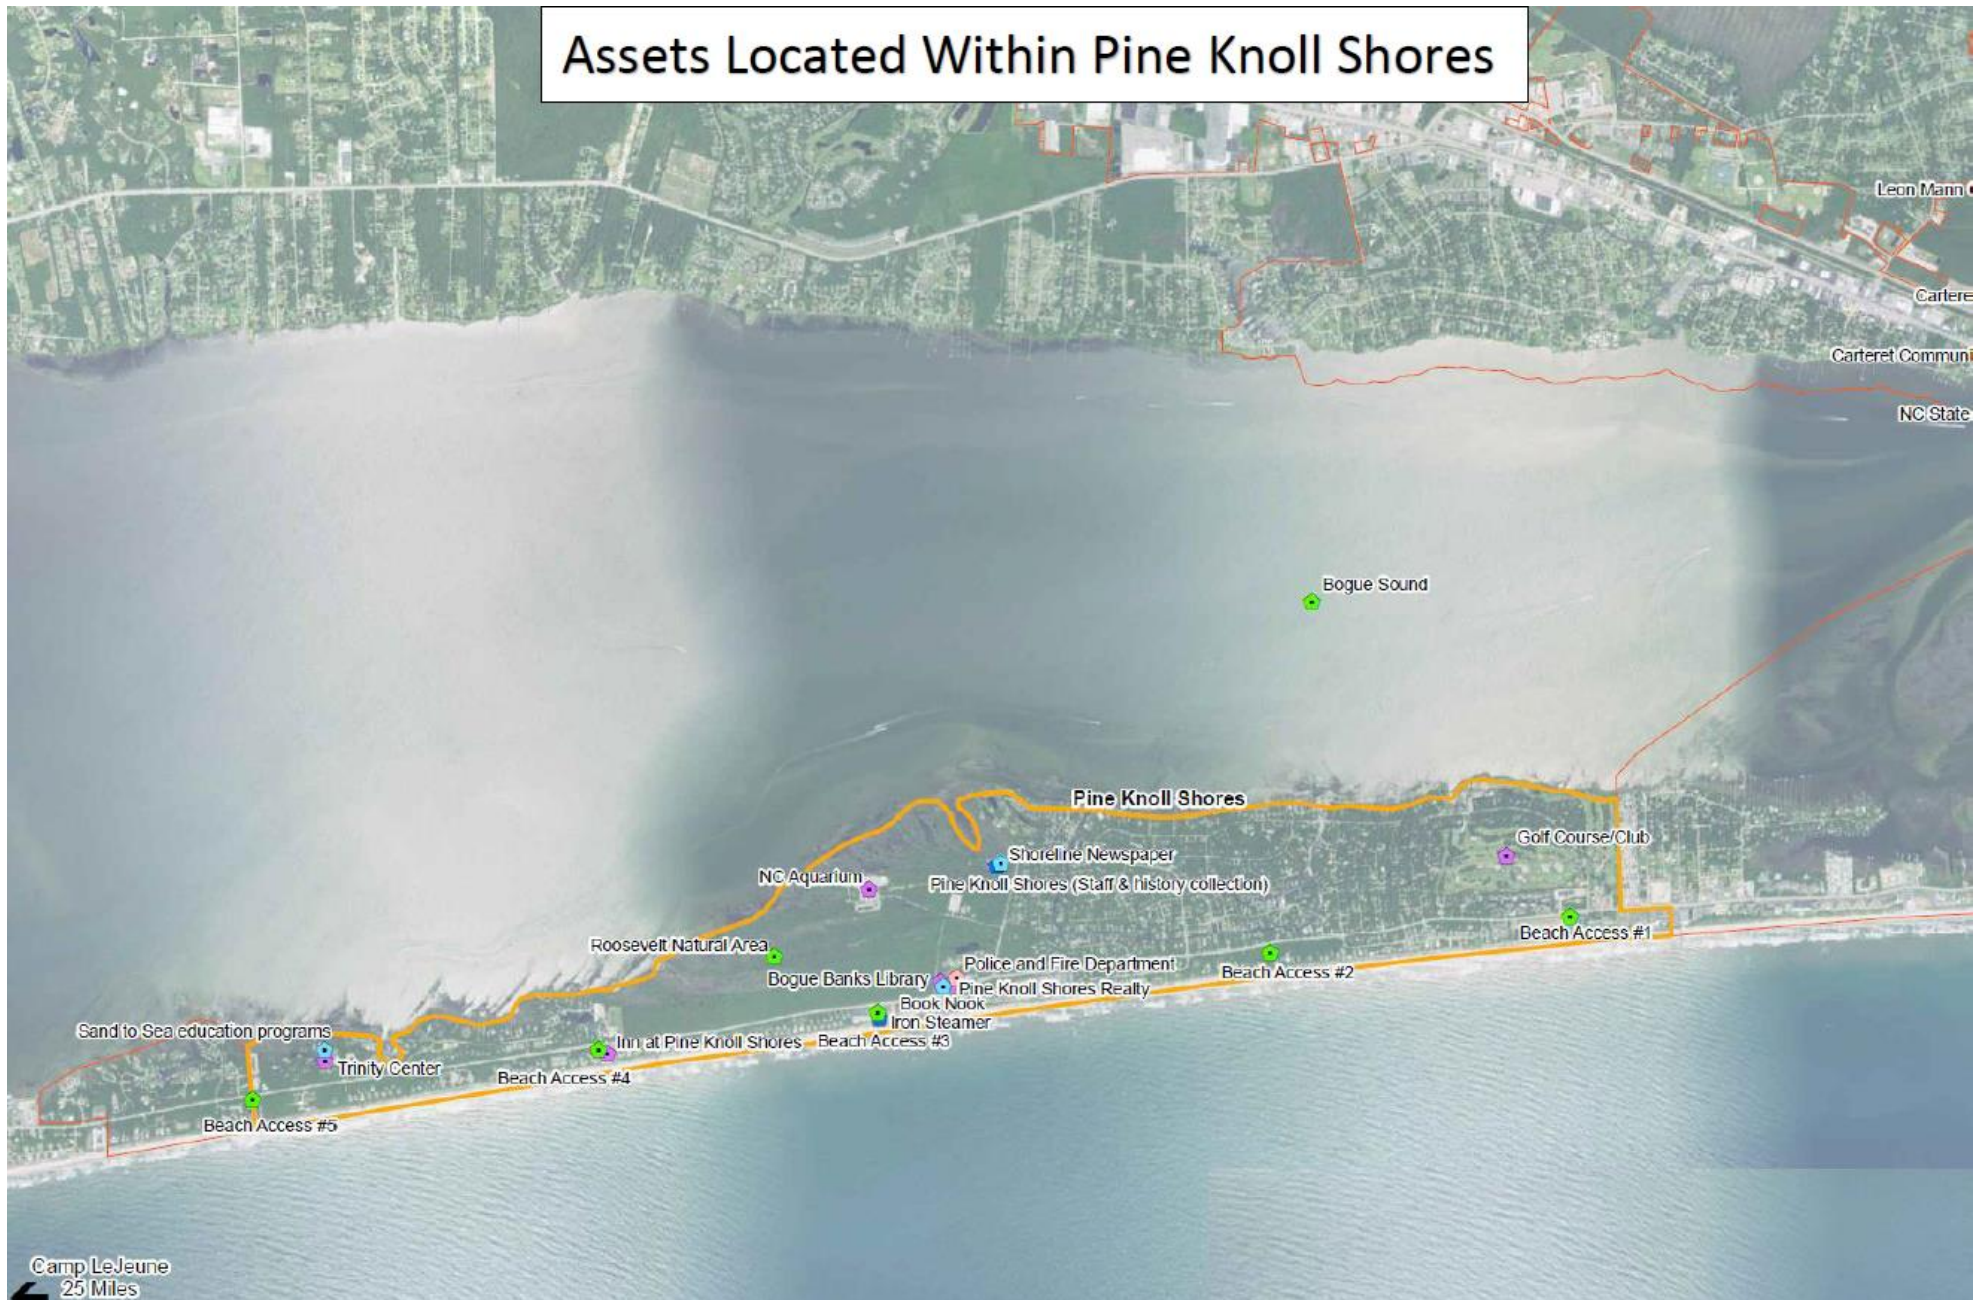 Assets Located Within Pine Knoll Shores
Leon Mann
Cartere
Carteret Communi
NC State
Bogue Sound
Pine Knoll Shores
Golf Course/Club
Shoreline Newspaper
NC Aquarium
Pine Knoll Shores (Staff & history collection)
Beach Access #1
Roosevelt Natural Area
Police and Fire Department
Beach Access #2
Bogue Banks Library
Pine Knoll Shores Realty
Book Nook
Iron Steamer
Sand to Sea education programs
Inn at Pine Knoll Shores
Beach Access #3
Trinity Center
Beach Access #4
Beach Access #5
Camp LeJeune
25 Miles